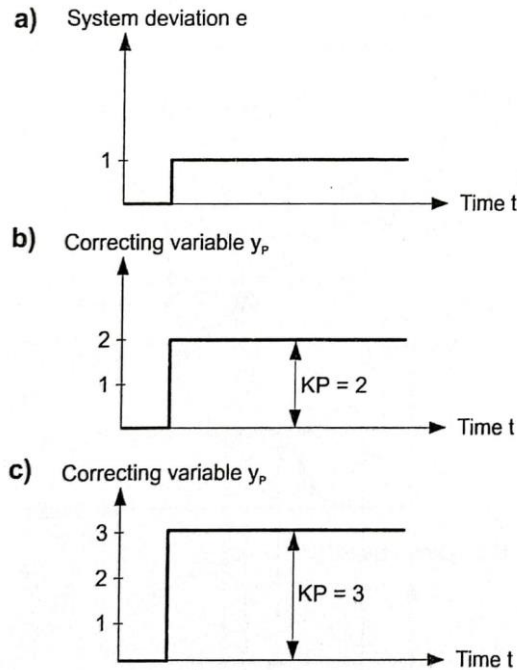 a) System deviation e
1
Time t
b) Correcting variable yₚ
2
1
KP = 2
Time t
c) Correcting variable yₚ
3
2
1
KP = 3
Time t